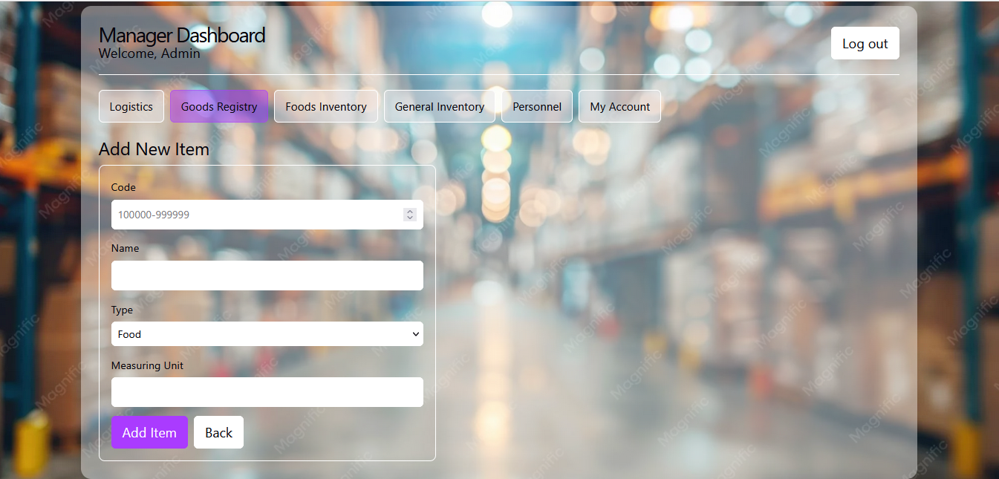 Manager Dashboard
Welcome, Admin
Log out
Logistics Goods Registry Foods Inventory General Inventory Personnel My Account
Add New Item
Code
100000-999999
Name
Type
Food
Measuring Unit
Add Item Back
Magnific